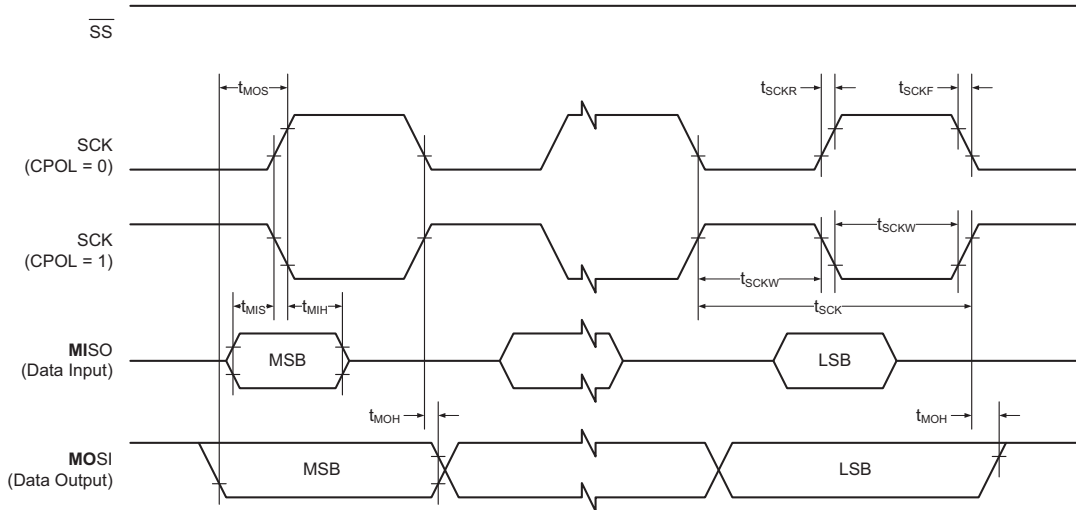 SS
tMOS
tSCKR
tSCKF
SCK
(CPOL = 0)
SCK
(CPOL = 1)
tSCKW
tSCKW
tMIS
tMIH
tSCK
MISO
(Data Input)
MSB
LSB
tMOH
tMOH
MOSI
(Data Output)
MSB
LSB